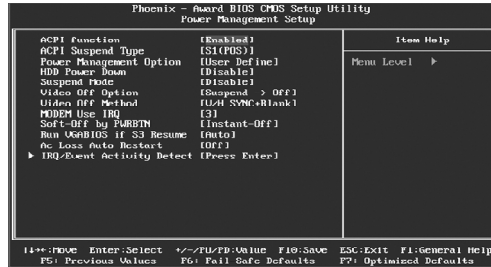 Phoenix - Award BIOS CMOS Setup Utility
Power Management Setup
ACPI function [Enabled]
ACPI Suspend Type [S1(POS)]
Power Management Option [User Define]
HDD Power Down [Disable]
Suspend Mode [Disable]
Video Off Option [Suspend -> Off]
Video Off Method [V/H SYNC+Blank]
MODEM Use IRQ [3]
Soft-Off by PWRBTN [Instant-Off]
Run VGABIOS if S3 Resume [Auto]
Ac Loss Auto Restart [Off]
▶ IRQ/Event Activity Detect [Press Enter]
Item Help
Menu Level ▶
↑↓→←:Move Enter:Select +/-/PU/PD:Value F10:Save ESC:Exit F1:General Help
F5: Previous Values F6: Fail Safe Defaults F7: Optimized Defaults